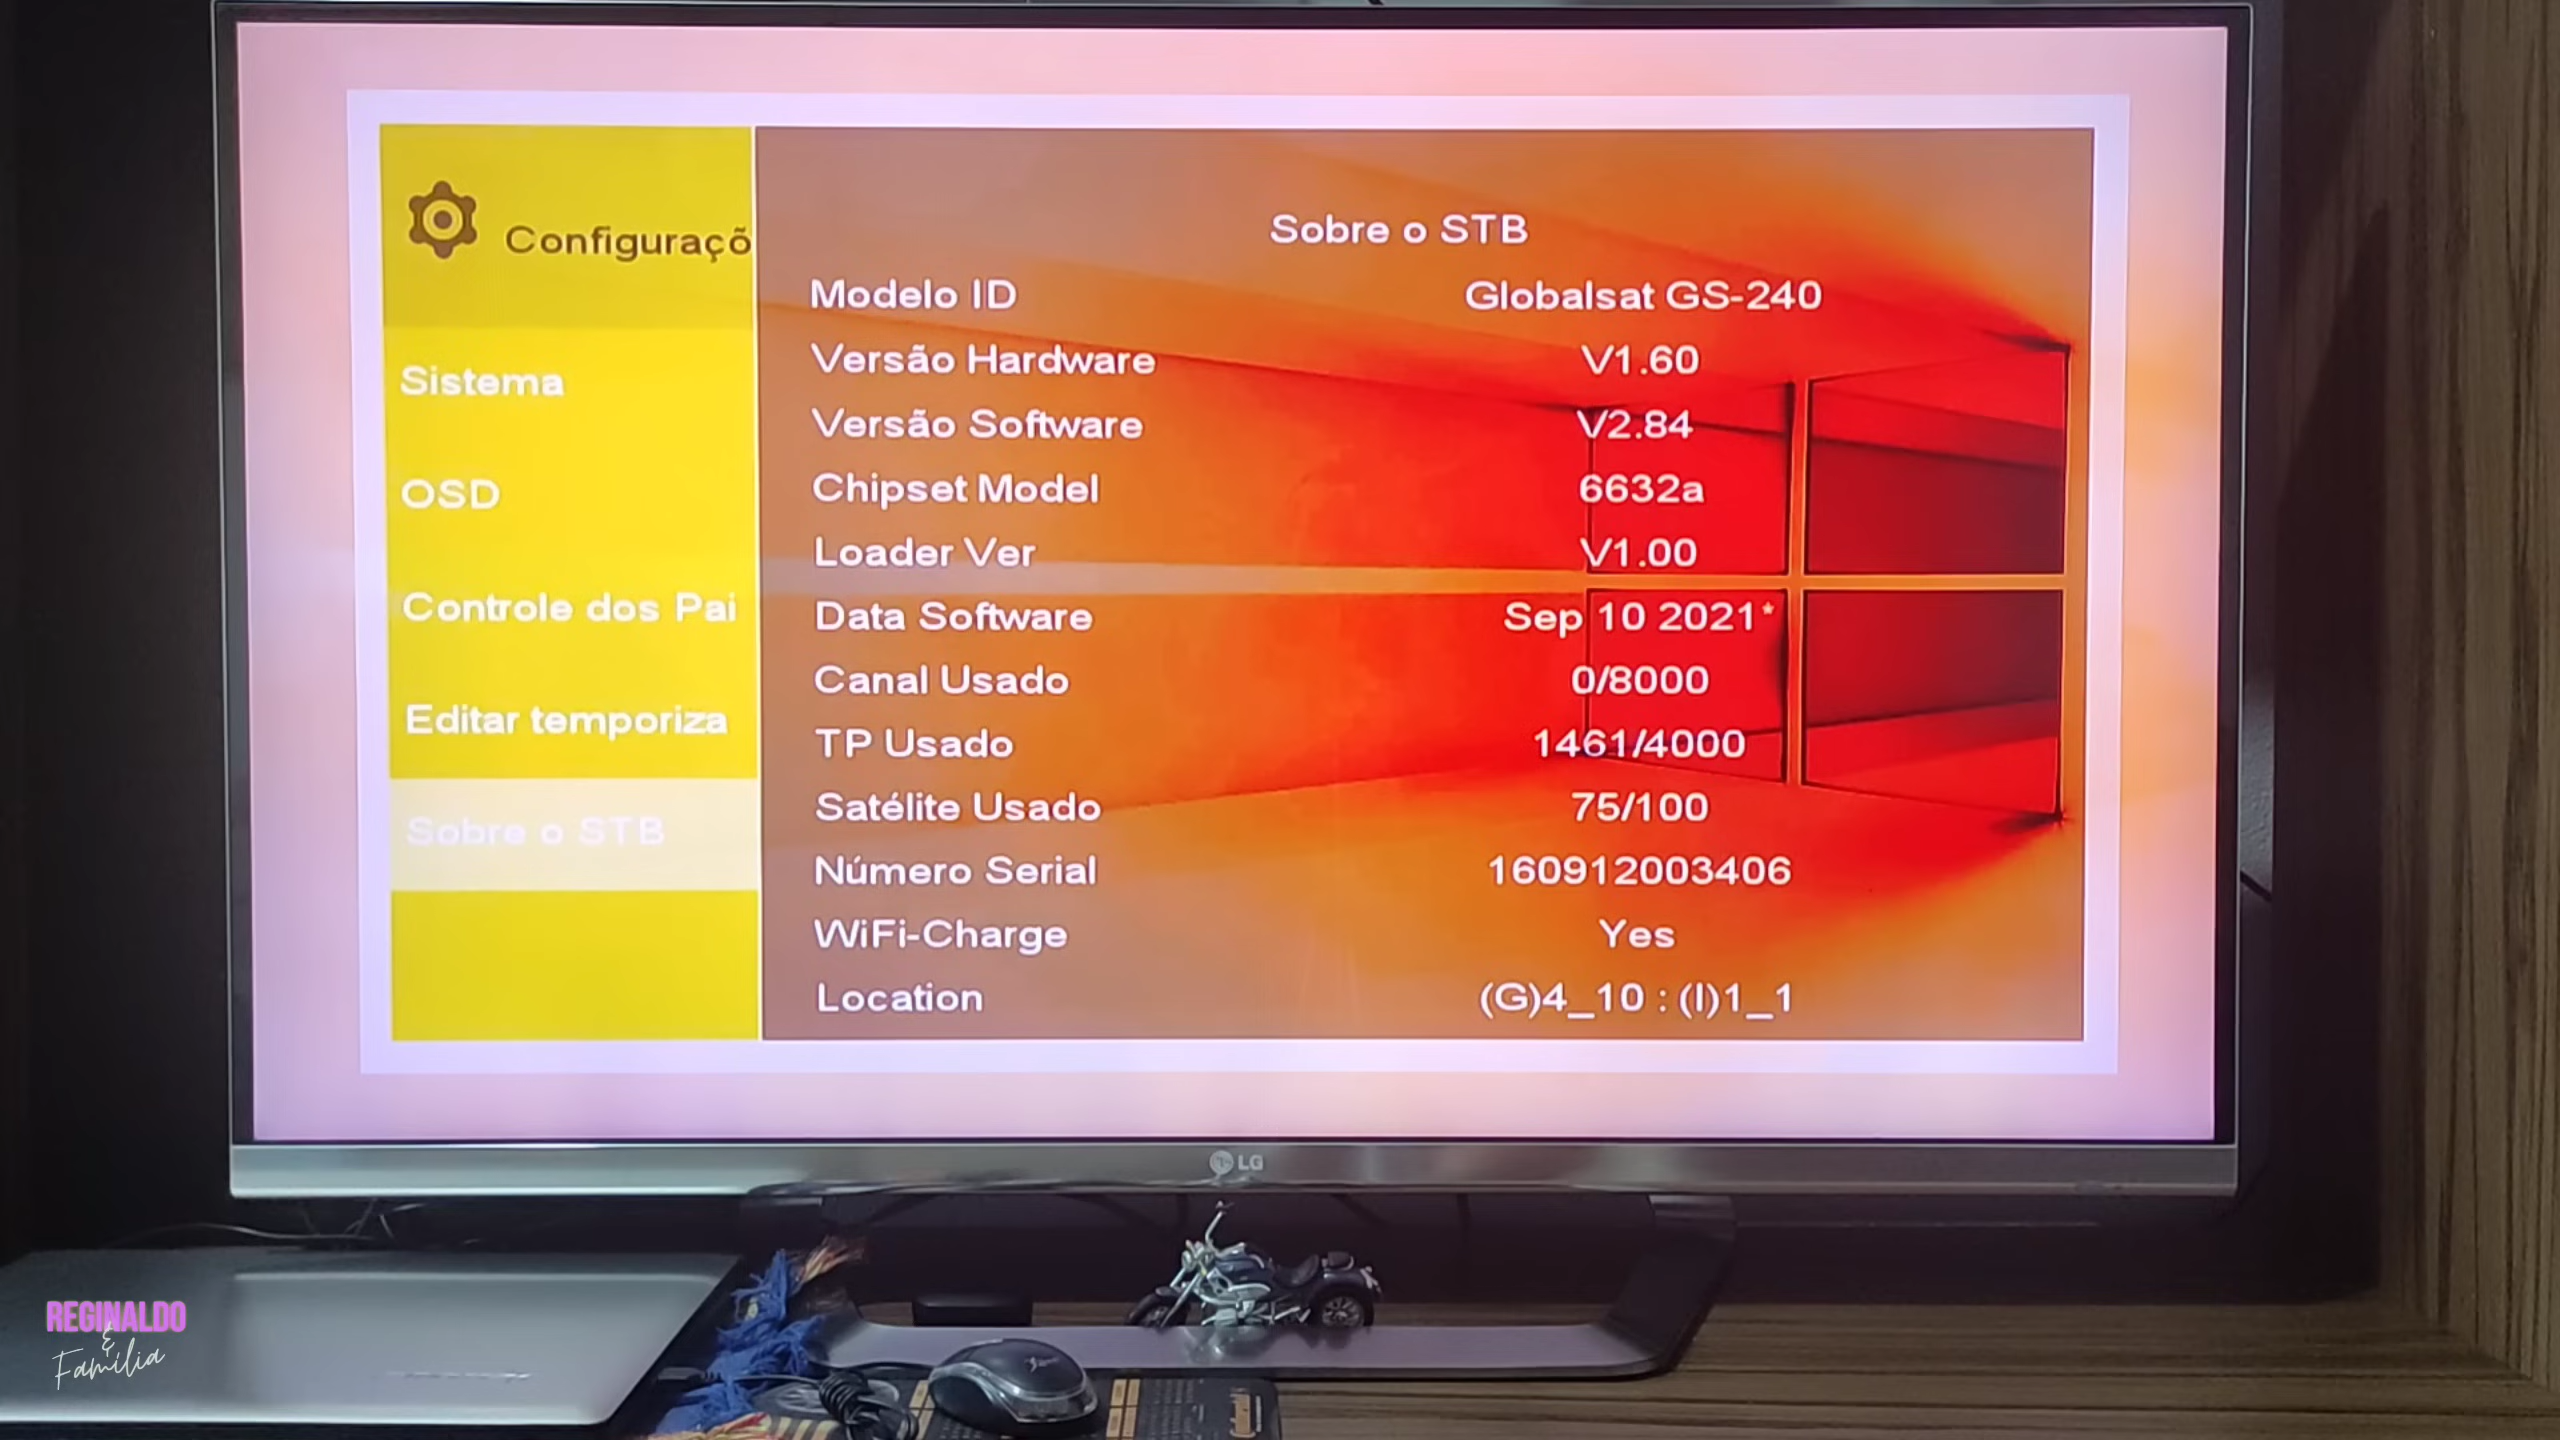 Configuraçõ
Sistema
OSD
Controle dos Pai
Editar temporiza
Sobre o STB
Sobre o STB
Modelo ID Globalsat GS-240
Versão Hardware V1.60
Versão Software V2.84
Chipset Model 6632a
Loader Ver V1.00
Data Software Sep 10 2021*
Canal Usado 0/8000
TP Usado 1461/4000
Satélite Usado 75/100
Número Serial 160912003406
WiFi-Charge Yes
Location (G)4_10 : (I)1_1
LG
REGINALDO
&
Família